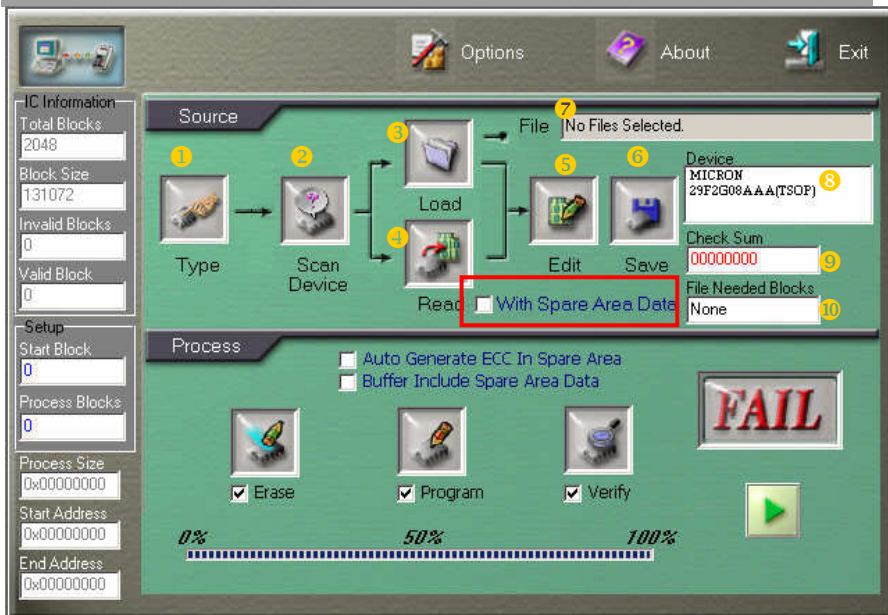 Options
About
Exit
IC Information
Total Blocks
2048
Block Size
131072
Invalid Blocks
0
Valid Block
0
Setup
Start Block
0
Process Blocks
0
Process Size
0x00000000
Start Address
0x00000000
End Address
0x00000000
Source
1
Type
2
Scan
Device
3
Load
4
Read
With Spare Area Data
File
7
No Files Selected.
5
Edit
6
Save
Device
MICRON
29F2G08AAA(TSOP)
8
Check Sum
00000000
9
File Needed Blocks
None
10
Process
Auto Generate ECC In Spare Area
Buffer Include Spare Area Data
Erase
Program
Verify
FAIL
0%
50%
100%